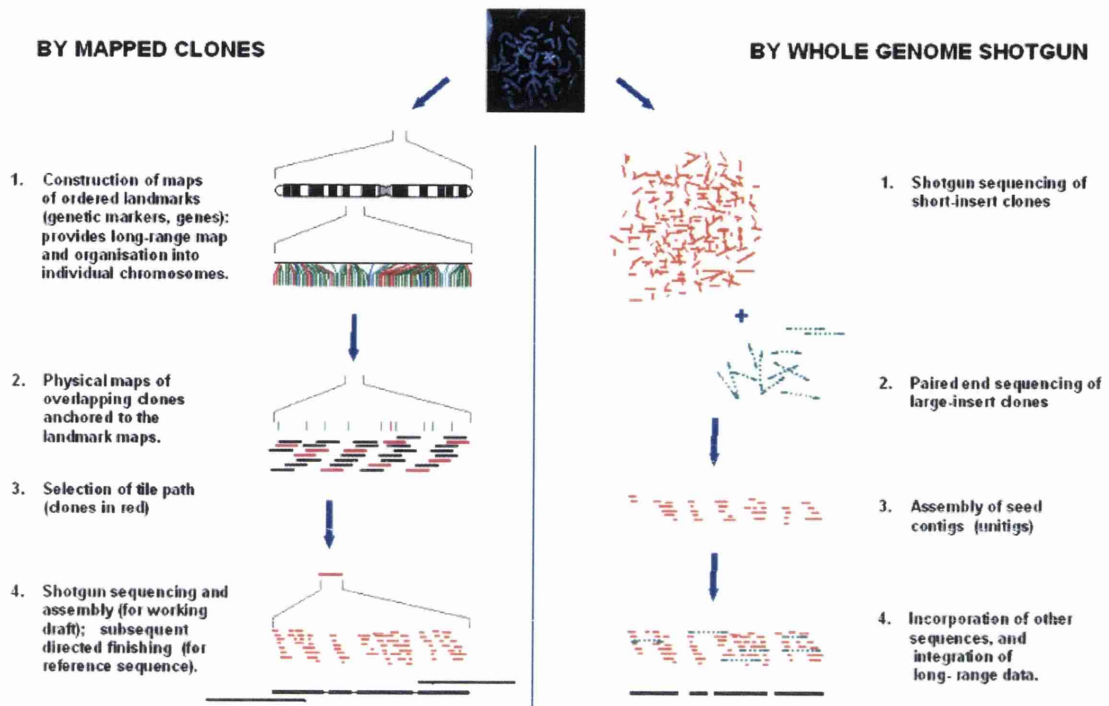 BY MAPPED CLONES
BY WHOLE GENOME SHOTGUN
1. Construction of maps
of ordered landmarks
(genetic markers, genes):
provides long-range map
and organisation into
individual chromosomes.
2. Physical maps of
overlapping clones
anchored to the
landmark maps.
3. Selection of tile path
(clones in red)
4. Shotgun sequencing and
assembly (for working
draft); subsequent
directed finishing (for
reference sequence).
1. Shotgun sequencing of
short-insert clones
+
2. Paired end sequencing of
large-insert clones
3. Assembly of seed
contigs (unitigs)
4. Incorporation of other
sequences, and
integration of
long- range data.